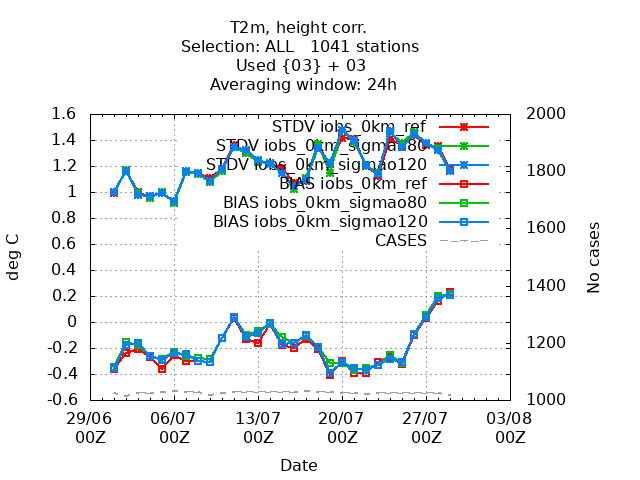 T2m, height corr.
Selection: ALL   1041 stations
Used {03} + 03
Averaging window: 24h
1.6
1.4
1.2
1
0.8
0.6
0.4
0.2
0
-0.2
-0.4
-0.6
deg C
2000
1800
1600
1400
1200
1000
No cases
STDV iobs_0km_ref
STDV iobs_0km_sigmao80
STDV iobs_0km_sigmao120
BIAS iobs_0km_ref
BIAS iobs_0km_sigmao80
BIAS iobs_0km_sigmao120
CASES
29/06 06/07 13/07 20/07 27/07 03/08
00Z 00Z 00Z 00Z 00Z 00Z
Date